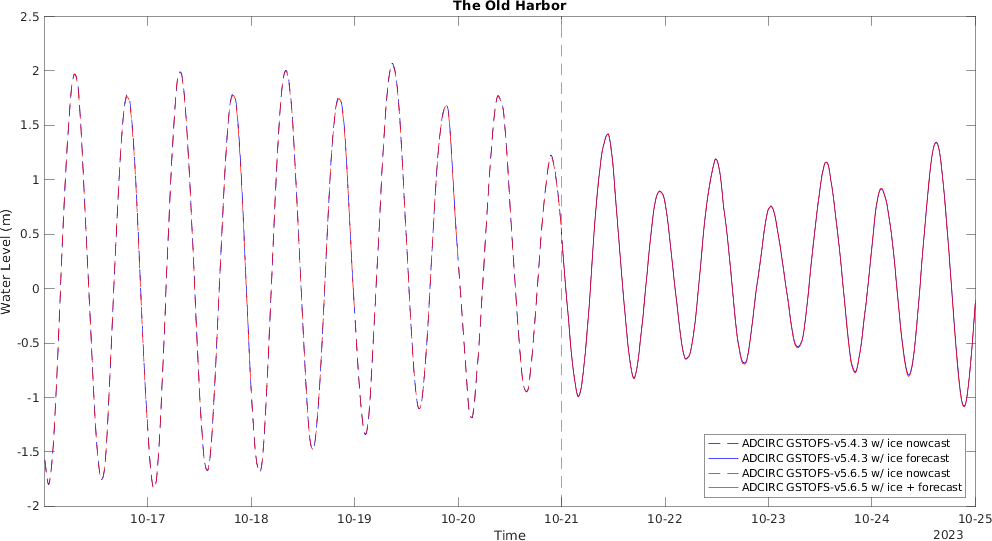 The Old Harbor
2.5
2
1.5
1
0.5
0
-0.5
-1
-1.5
-2
Water Level (m)
10-17
10-18
10-19
10-20
10-21
10-22
10-23
10-24
10-25
Time
2023
ADCIRC GSTOFS-v5.4.3 w/ ice nowcast
ADCIRC GSTOFS-v5.4.3 w/ ice forecast
ADCIRC GSTOFS-v5.6.5 w/ ice nowcast
ADCIRC GSTOFS-v5.6.5 w/ ice + forecast